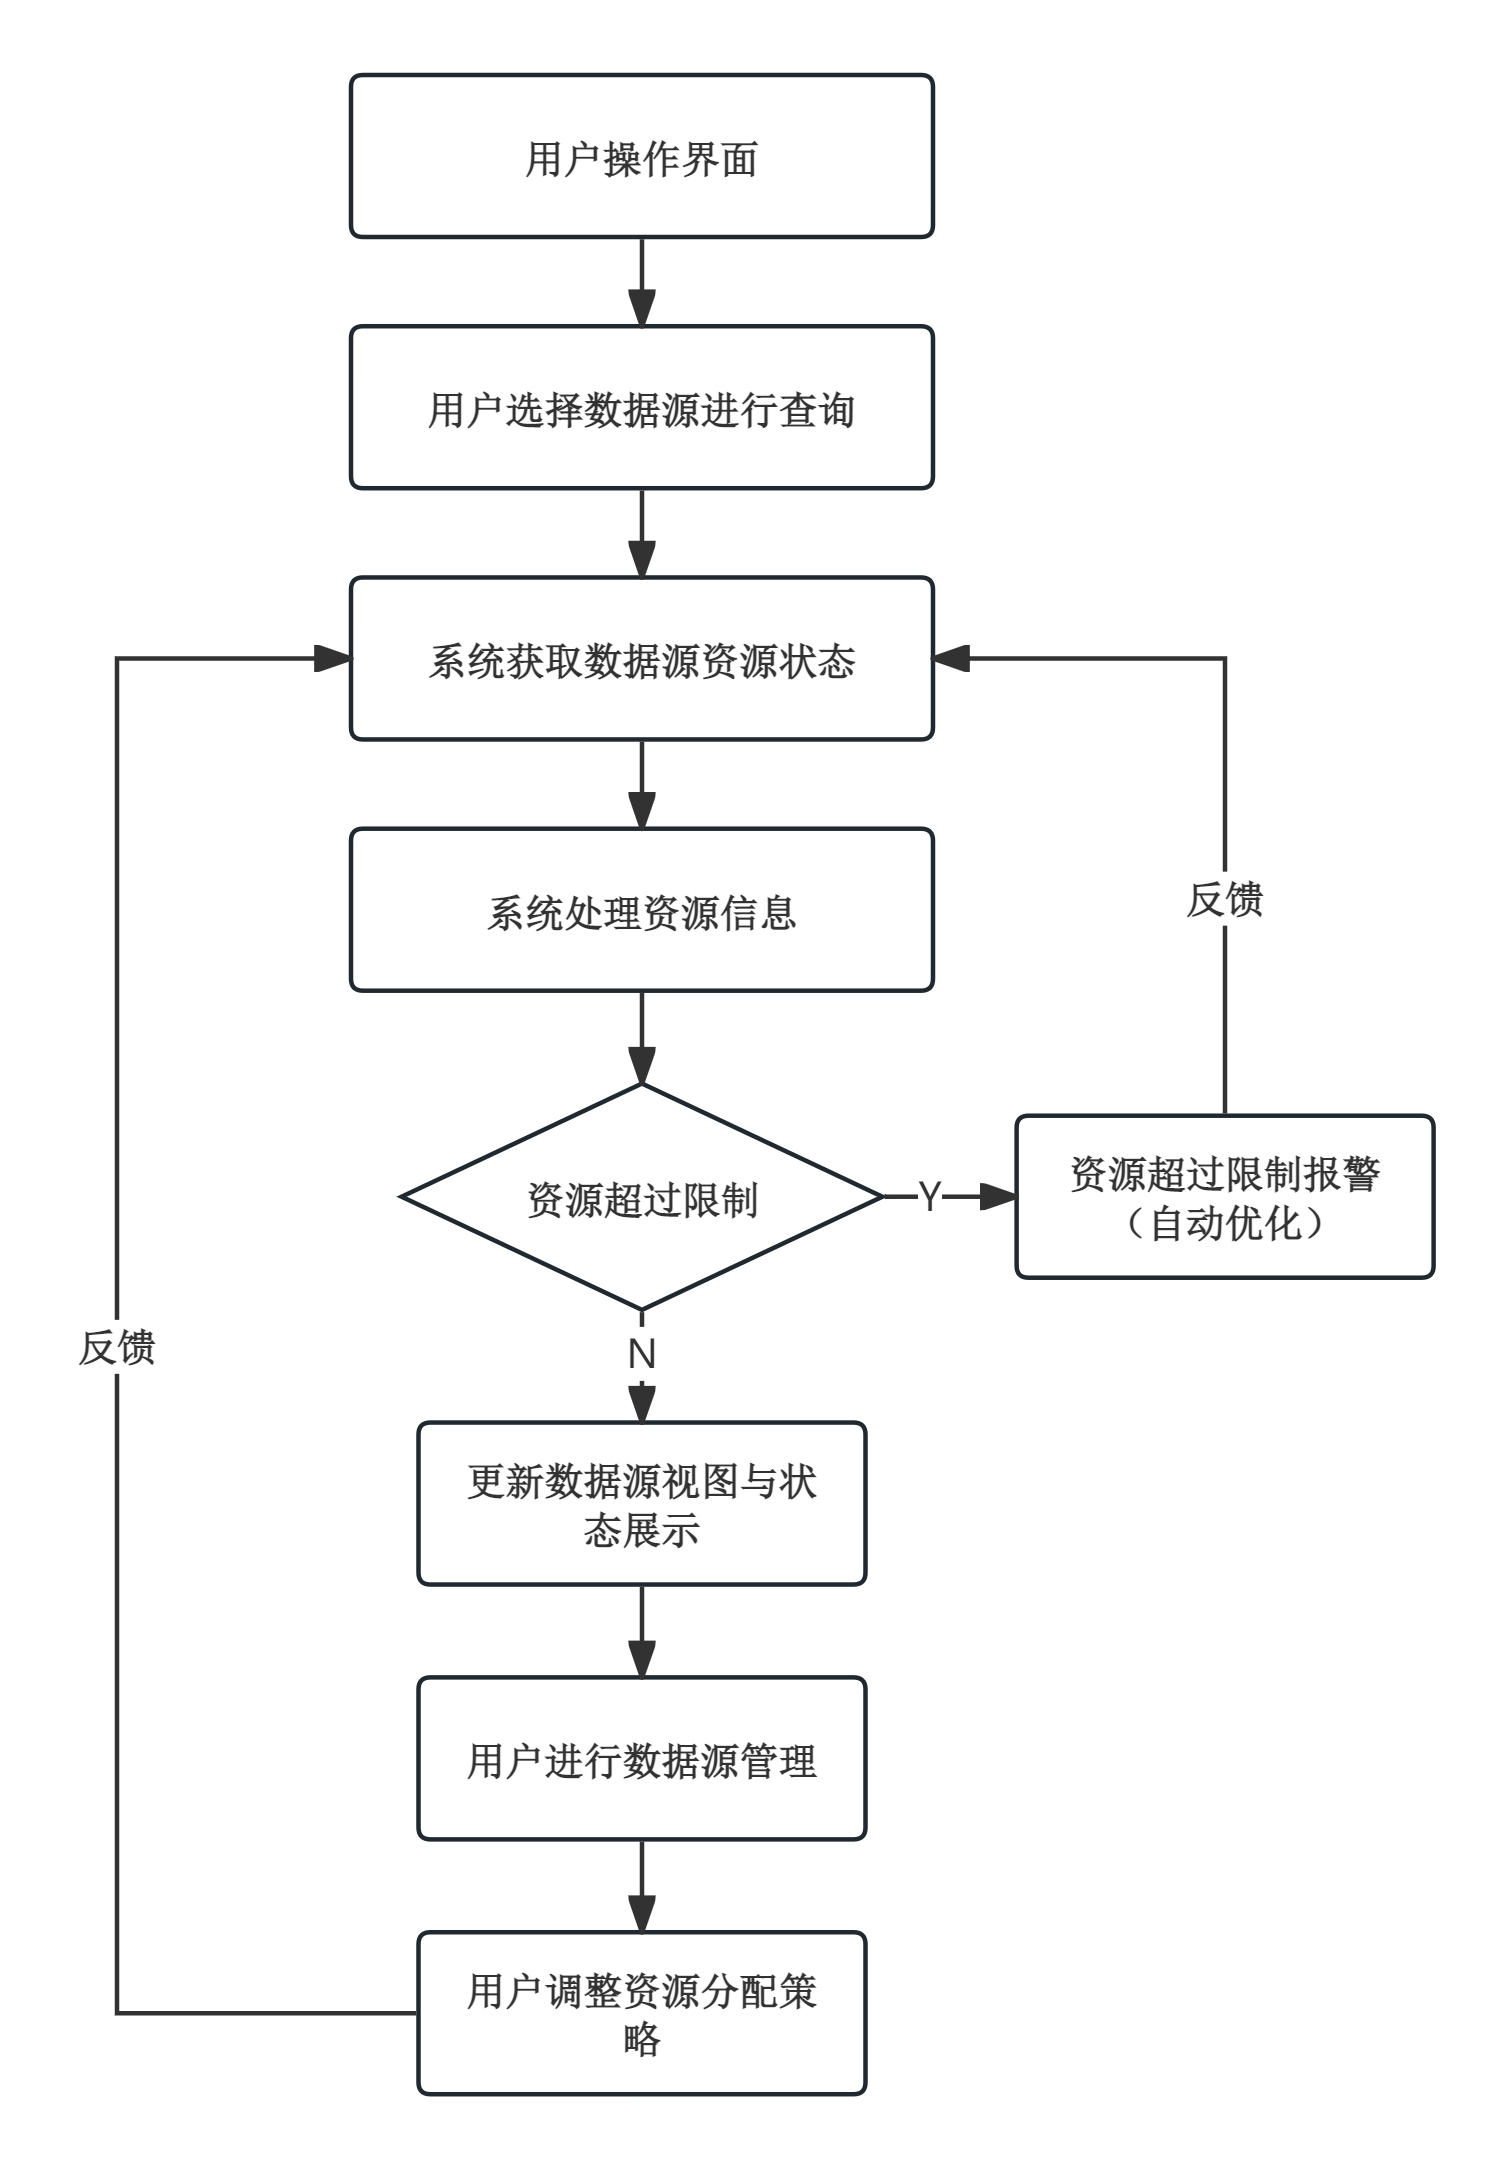 用户操作界面
用户选择数据源进行查询
系统获取数据源资源状态
系统处理资源信息
反馈
资源超过限制
Y
资源超过限制报警
（自动优化）
反馈
N
更新数据源视图与状
态展示
用户进行数据源管理
用户调整资源分配策
略